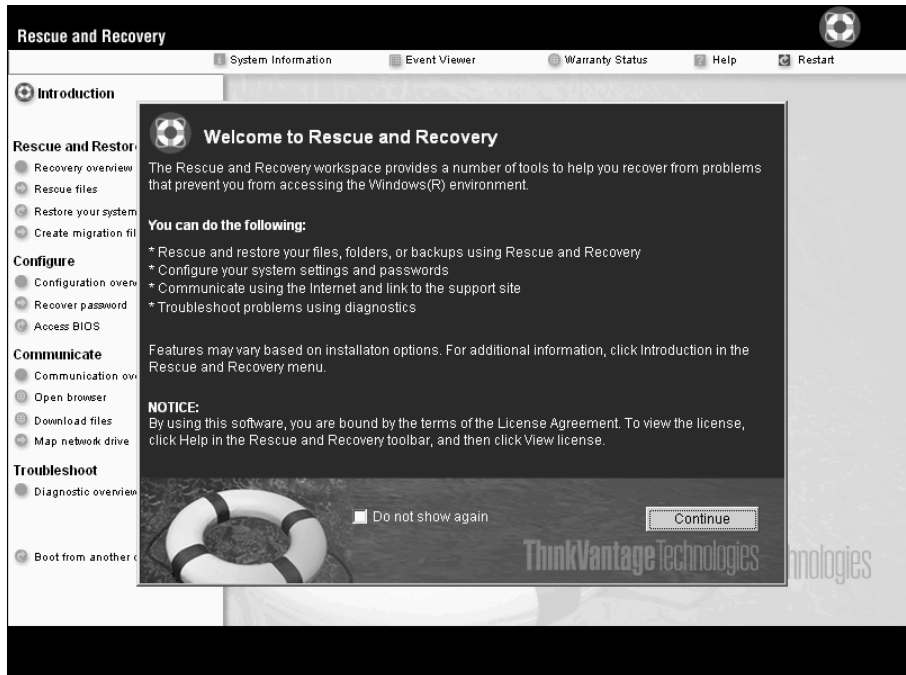 Rescue and Recovery
System Information
Event Viewer
Warranty Status
Help
Restart
Introduction
Rescue and Restor
Recovery overview
Rescue files
Restore your system
Create migration fil
Configure
Configuration overv
Recover password
Access BIOS
Communicate
Communication ov
Open browser
Download files
Map network drive
Troubleshoot
Diagnostic overview
Boot from another
Welcome to Rescue and Recovery
The Rescue and Recovery workspace provides a number of tools to help you recover from problems
that prevent you from accessing the Windows(R) environment.
You can do the following:
* Rescue and restore your files, folders, or backups using Rescue and Recovery
* Configure your system settings and passwords
* Communicate using the Internet and link to the support site
* Troubleshoot problems using diagnostics
Features may vary based on installaton options. For additional information, click Introduction in the
Rescue and Recovery menu.
NOTICE:
By using this software, you are bound by the terms of the License Agreement. To view the license,
click Help in the Rescue and Recovery toolbar, and then click View license.
Do not show again
Continue
ThinkVantage Technologies
hnologies